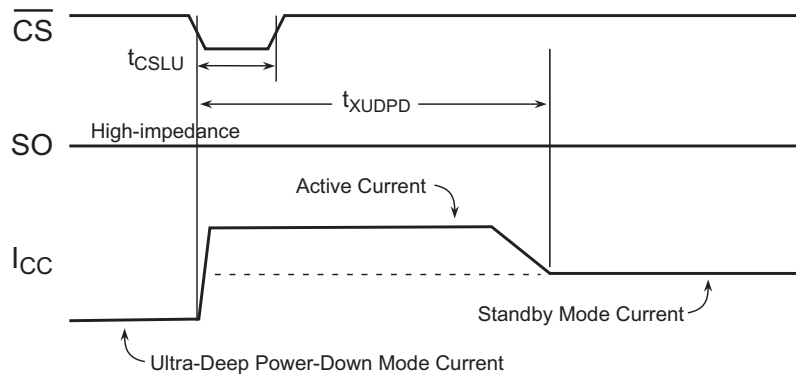 CS
tCSLU
tXUDPD
High-impedance
SO
Active Current
ICC
Standby Mode Current
Ultra-Deep Power-Down Mode Current